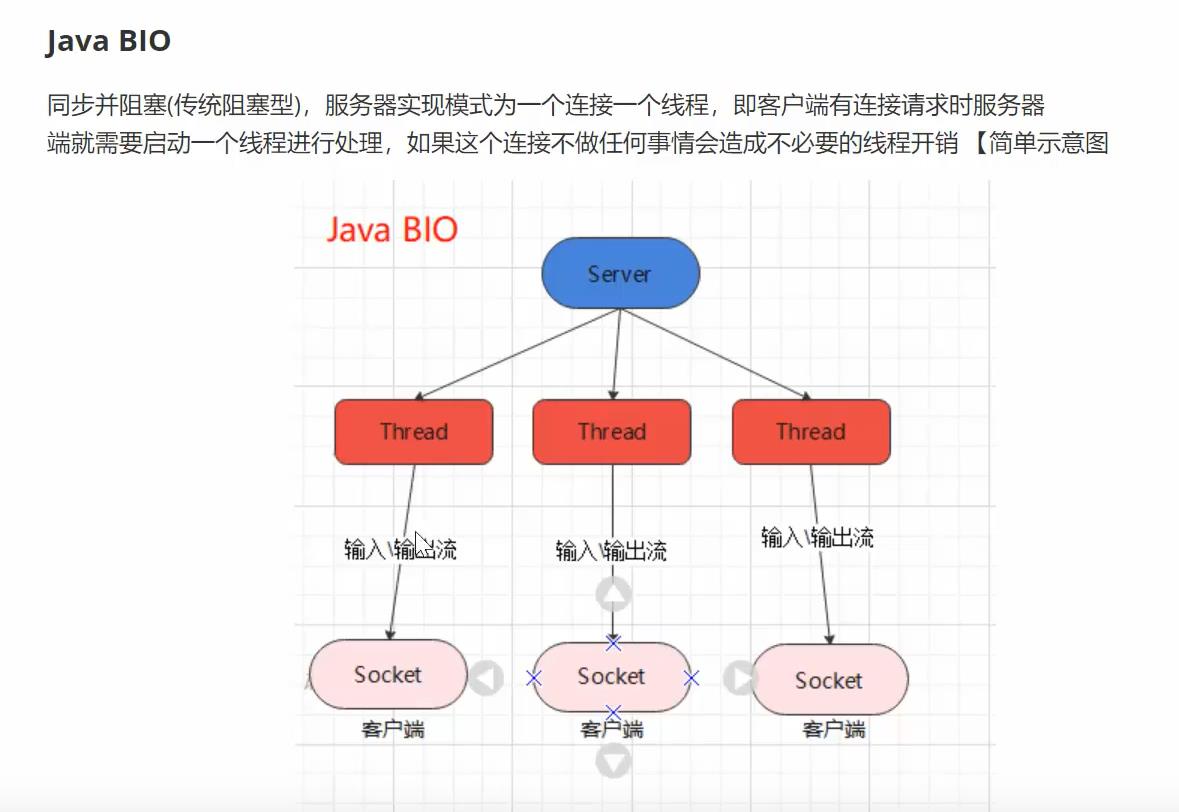 Java BIO
同步并阻塞(传统阻塞型)，服务器实现模式为一个连接一个线程，即客户端有连接请求时服务器
端就需要启动一个线程进行处理，如果这个连接不做任何事情会造成不必要的线程开销 【简单示意图
Java BIO
Server
Thread Thread Thread
输入\输出流 输入\输出流 输入\输出流
Socket Socket Socket
客户端 客户端 客户端